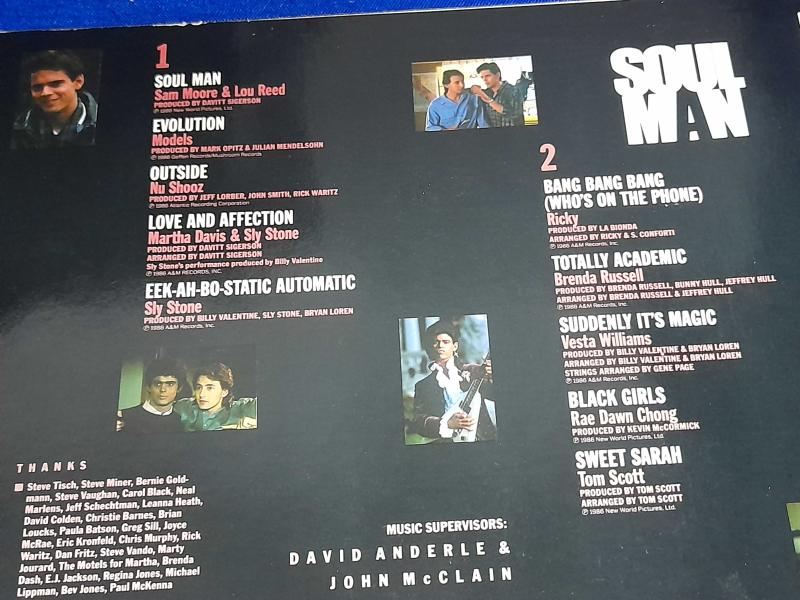 1
SOUL MAN
Sam Moore & Lou Reed
PRODUCED BY DAVITT SIGERSON
℗ 1986 New World Pictures, Ltd.
EVOLUTION
Models
PRODUCED BY MARK OPITZ & JULIAN MENDELSOHN
℗ 1986 Geffen Records/Mushroom Records
OUTSIDE
Nu Shooz
PRODUCED BY JEFF LORBER, JOHN SMITH, RICK WARITZ
℗ 1986 Atlantic Recording Corporation
LOVE AND AFFECTION
Martha Davis & Sly Stone
PRODUCED BY DAVITT SIGERSON
ARRANGED BY DAVITT SIGERSON
Sly Stone's performance produced by Billy Valentine
℗ 1986 A&M RECORDS, INC.
EEK-AH-BO-STATIC AUTOMATIC
Sly Stone
PRODUCED BY BILLY VALENTINE, SLY STONE, BRYAN LOREN
℗ 1986 A&M Records, Inc.
SOUL
MAN
2
BANG BANG BANG
(WHO'S ON THE PHONE)
Ricky
PRODUCED BY LA BIONDA
ARRANGED BY RICKY & S. CONFORTI
℗ 1986 A&M Records, Inc.
TOTALLY ACADEMIC
Brenda Russell
PRODUCED BY BRENDA RUSSELL, BUNNY HULL, JEFFREY HULL
ARRANGED BY BRENDA RUSSELL & JEFFREY HULL
℗ 1986 A&M Records, Inc.
SUDDENLY IT'S MAGIC
Vesta Williams
PRODUCED BY BILLY VALENTINE & BRYAN LOREN
ARRANGED BY BILLY VALENTINE & BRYAN LOREN
STRINGS ARRANGED BY GENE PAGE
℗ 1986 A&M Records, Inc.
BLACK GIRLS
Rae Dawn Chong
PRODUCED BY KEVIN McCORMICK
℗ 1986 New World Pictures, Ltd.
SWEET SARAH
Tom Scott
PRODUCED BY TOM SCOTT
ARRANGED BY TOM SCOTT
℗ 1986 New World Pictures, Ltd.
THANKS
Steve Tisch, Steve Miner, Bernie Gold-
mann, Steve Vaughan, Carol Black, Neal
Marlens, Jeff Schechtman, Leanna Heath,
David Colden, Christie Barnes, Brian
Loucks, Paula Batson, Greg Sill, Joyce
McRae, Eric Kronfeld, Chris Murphy, Rick
Waritz, Dan Fritz, Steve Vando, Marty
Jourard, The Motels for Martha, Brenda
Dash, E.J. Jackson, Regina Jones, Michael
Lippman, Bev Jones, Paul McKenna
MUSIC SUPERVISORS:
DAVID ANDERLE &
JOHN McCLAIN